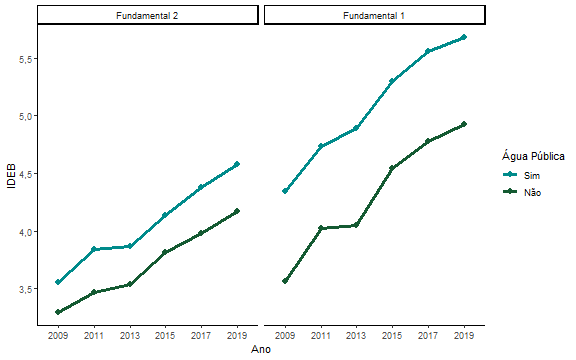 Fundamental 2
Fundamental 1
5,5
5,0
4,5
4,0
3,5
IDEB
2009 2011 2013 2015 2017 2019
2009 2011 2013 2015 2017 2019
Ano
Água Pública
Sim
Não